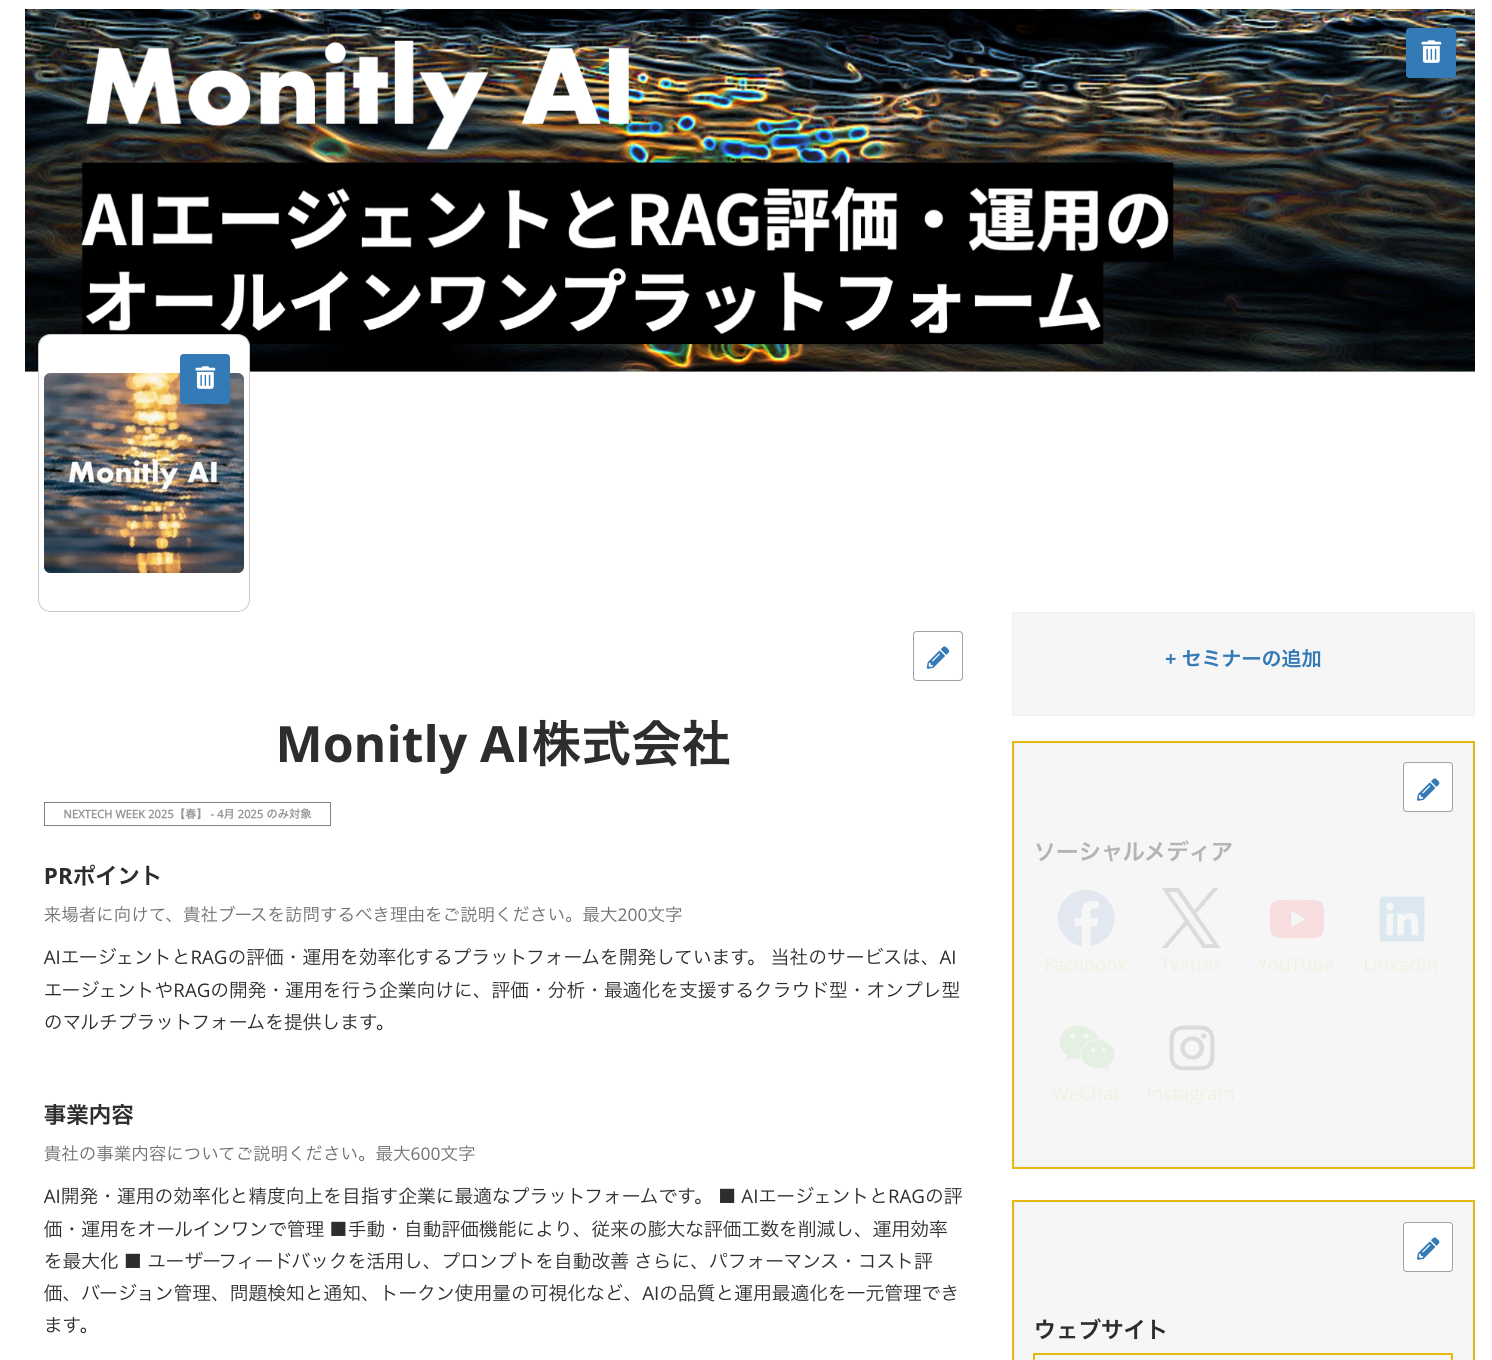 Monitly AI
AIエージェントとRAG評価・運用の
オールインワンプラットフォーム
Monitly AI
+ セミナーの追加
Monitly AI株式会社
NEXTECH WEEK 2025【春】 - 4月 2025 のみ対象
PRポイント
来場者に向けて、貴社ブースを訪問するべき理由をご説明ください。最大200文字
AIエージェントとRAGの評価・運用を効率化するプラットフォームを開発しています。 当社のサービスは、AI
エージェントやRAGの開発・運用を行う企業向けに、評価・分析・最適化を支援するクラウド型・オンプレ型
のマルチプラットフォームを提供します。
事業内容
貴社の事業内容についてご説明ください。最大600文字
AI開発・運用の効率化と精度向上を目指す企業に最適なプラットフォームです。 ■ AIエージェントとRAGの評
価・運用をオールインワンで管理 ■手動・自動評価機能により、従来の膨大な評価工数を削減し、運用効率
を最大化 ■ ユーザーフィードバックを活用し、プロンプトを自動改善 さらに、パフォーマンス・コスト評
価、バージョン管理、問題検知と通知、トークン使用量の可視化など、AIの品質と運用最適化を一元管理でき
ます。
ソーシャルメディア
Facebook
Twitter
YouTube
LinkedIn
WeChat
Instagram
ウェブサイト